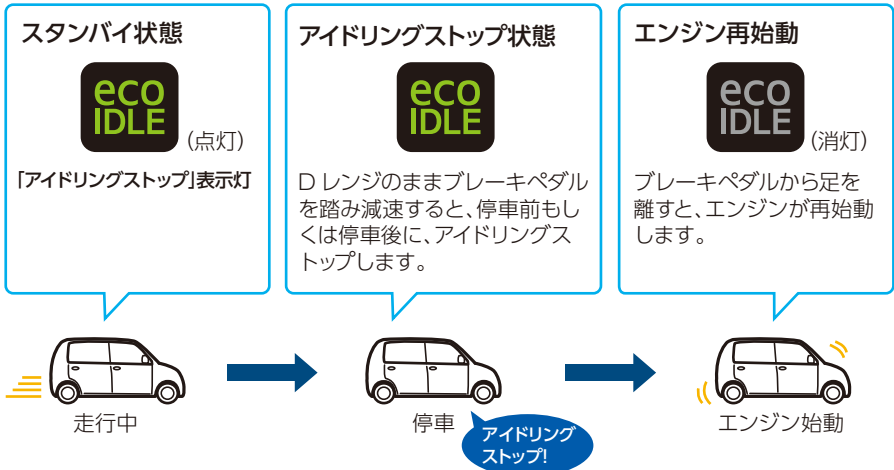 スタンバイ状態
eco
IDLE
(点灯)
「アイドリングストップ」表示灯
アイドリングストップ状態
eco
IDLE
D レンジのままブレーキペダル
を踏み減速すると、停車前もし
くは停車後に、アイドリングス
トップします。
エンジン再始動
eco
IDLE
(消灯)
ブレーキペダルから足を
離すと、エンジンが再始動
します。
走行中
停車
アイドリング
ストップ!
エンジン始動